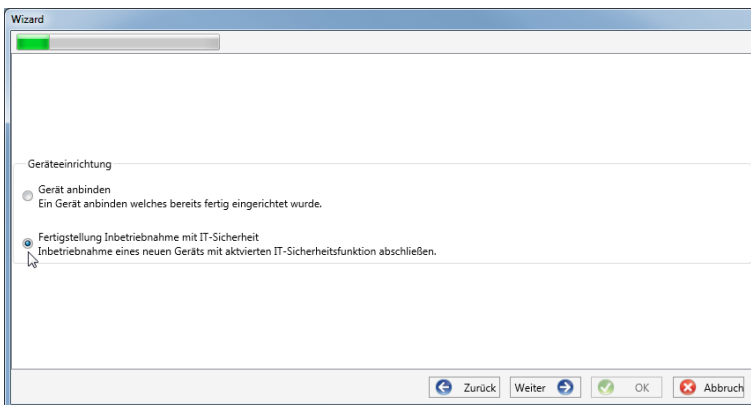 Wizard
Geräteeinrichtung
Gerät anbinden
Ein Gerät anbinden welches bereits fertig eingerichtet wurde.
Fertigstellung Inbetriebnahme mit IT-Sicherheit
Inbetriebnahme eines neuen Geräts mit aktvierten IT-Sicherheitsfunktion abschließen.
Zurück Weiter OK Abbruch